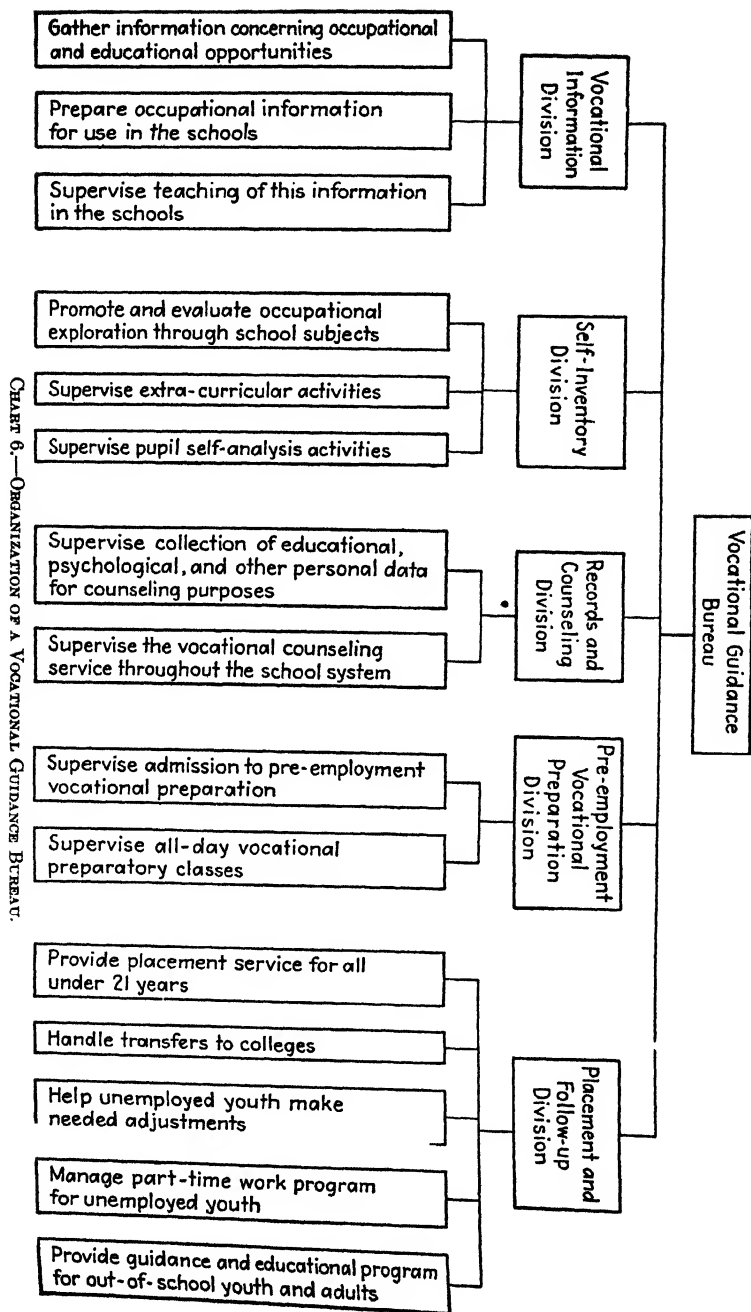 Vocational Guidance
Bureau
Vocational
Information
Division
Gather information concerning occupational
and educational opportunities
Prepare occupational information
for use in the schools
Supervise teaching of this information
in the schools
Self-Inventory
Division
Promote and evaluate occupational
exploration through school subjects
Supervise extra-curricular activities
Supervise pupil self-analysis activities
Records and
Counseling
Division
Supervise collection of educational,
psychological, and other personal data
for counseling purposes
Supervise the vocational counseling
service throughout the school system
Pre-employment
Vocational
Preparation
Division
Supervise admission to pre-employment
vocational preparation
Supervise all-day vocational
preparatory classes
Placement and
Follow-up
Division
Provide placement service for all
under 21 years
Handle transfers to colleges
Help unemployed youth make
needed adjustments
Manage part-time work program
for unemployed youth
Provide guidance and educational program
for out-of-school youth and adults
CHART 6.—ORGANIZATION OF A VOCATIONAL GUIDANCE BUREAU.